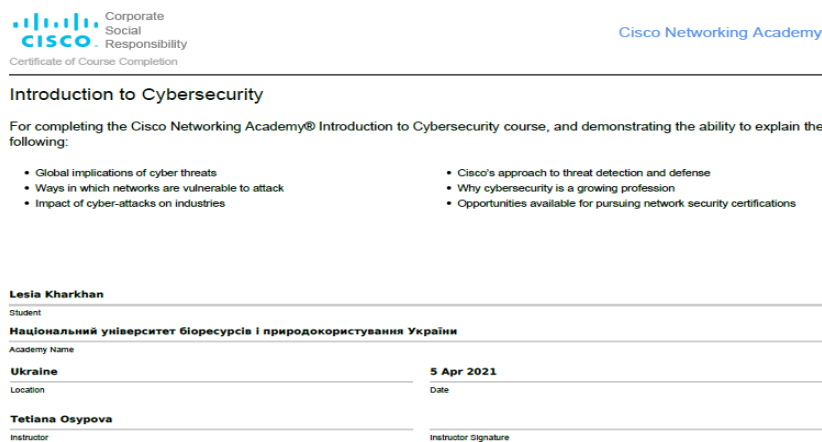 Corporate
Social
Responsibility
CISCO
Cisco Networking Academy
Certificate of Course Completion
Introduction to Cybersecurity
For completing the Cisco Networking Academy® Introduction to Cybersecurity course, and demonstrating the ability to explain the
following:
• Global implications of cyber threats
• Ways in which networks are vulnerable to attack
• Impact of cyber-attacks on industries
• Cisco's approach to threat detection and defense
• Why cybersecurity is a growing profession
• Opportunities available for pursuing network security certifications
Lesia Kharkhan
Student
Національний університет біоресурсів і природокористування України
Academy Name
Ukraine
Location
5 Apr 2021
Date
Tetiana Osypova
Instructor
Instructor Signature